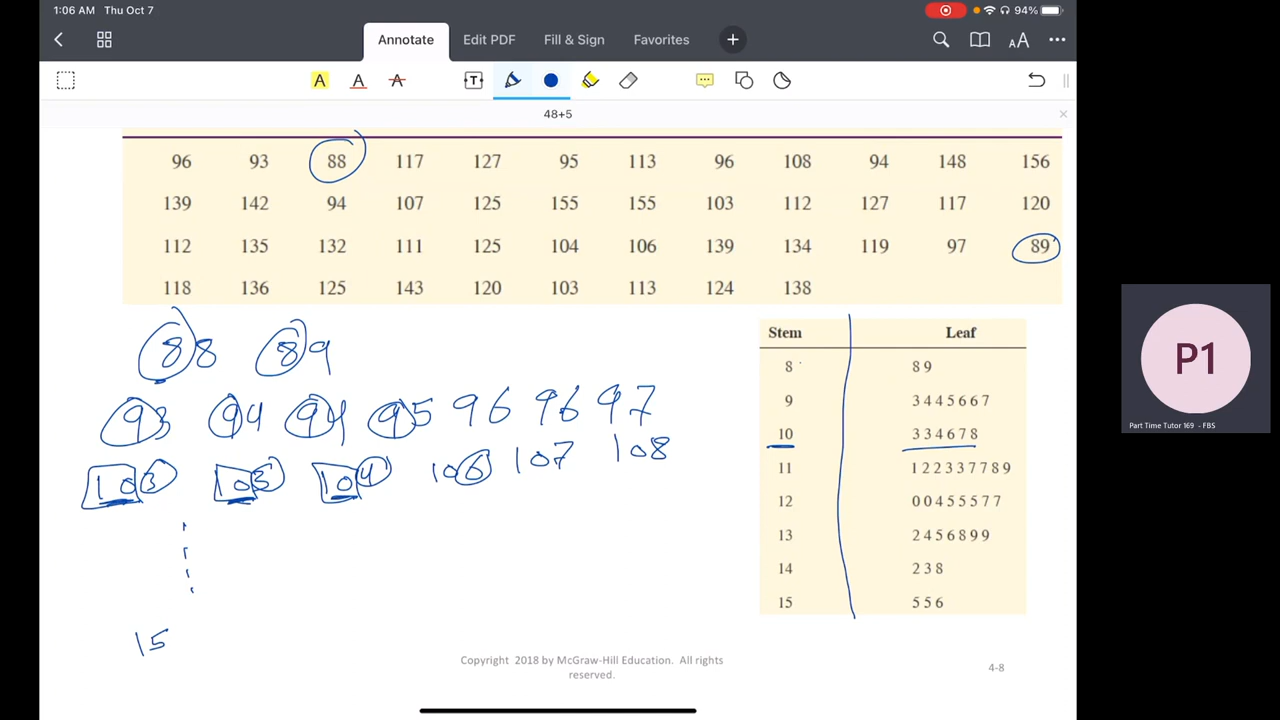 1:06 AM Thu Oct 7
94%
Annotate Edit PDF Fill & Sign Favorites
AA
A A A T
48+5
96 93 88 117 127 95 113 96 108 94 148 156
139 142 94 107 125 155 155 103 112 127 117 120
112 135 132 111 125 104 106 139 134 119 97 89
118 136 125 143 120 103 113 124 138
88 89
93 94 94 95 96 96 97
103 103 104 106 107 108
15
Stem Leaf
8 8 9
9 3 4 4 5 6 6 7
10 3 3 4 6 7 8
11 1 2 2 3 3 7 7 8 9
12 0 0 4 5 5 5 7 7
13 2 4 5 6 8 9 9
14 2 3 8
15 5 5 6
Copyright 2018 by McGraw-Hill Education. All rights
reserved.
4-8
P1
Part Time Tutor 169 - FBS